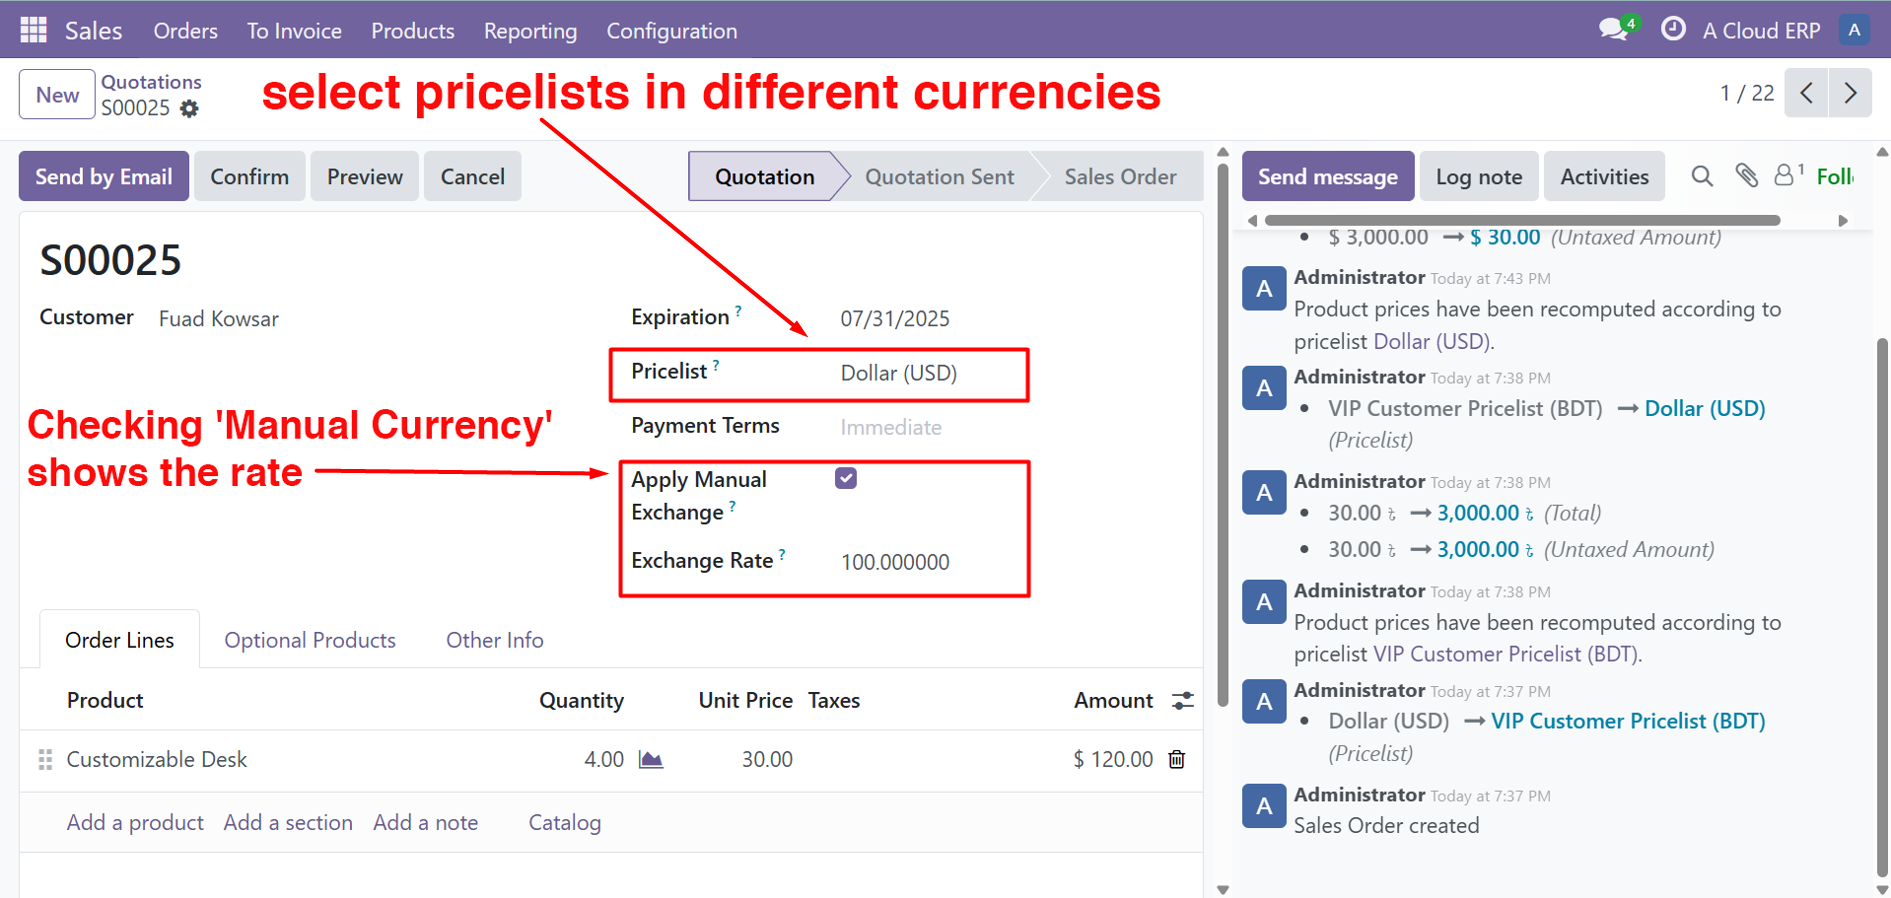 Sales Orders To Invoice Products Reporting Configuration 4 A Cloud ERP A
New Quotations
S00025
select pricelists in different currencies
1 / 22
Send by Email Confirm Preview Cancel Quotation Quotation Sent Sales Order
S00025
Customer Fuad Kowsar
Expiration ? 07/31/2025
Pricelist ? Dollar (USD)
Payment Terms Immediate
Checking 'Manual Currency'
shows the rate
Apply Manual
Exchange ?
Exchange Rate ? 100.000000
Order Lines Optional Products Other Info
Product Quantity Unit Price Taxes Amount
Customizable Desk 4.00 30.00 $ 120.00
Add a product Add a section Add a note Catalog
Send message Log note Activities 1
• $ 3,000.00 → $ 30.00 (Untaxed Amount)
A Administrator Today at 7:43 PM
Product prices have been recomputed according to
pricelist Dollar (USD).
A Administrator Today at 7:38 PM
• VIP Customer Pricelist (BDT) → Dollar (USD)
(Pricelist)
A Administrator Today at 7:38 PM
• 30.00 ৳ → 3,000.00 ৳ (Total)
• 30.00 ৳ → 3,000.00 ৳ (Untaxed Amount)
A Administrator Today at 7:38 PM
Product prices have been recomputed according to
pricelist VIP Customer Pricelist (BDT).
A Administrator Today at 7:37 PM
• Dollar (USD) → VIP Customer Pricelist (BDT)
(Pricelist)
A Administrator Today at 7:37 PM
Sales Order created